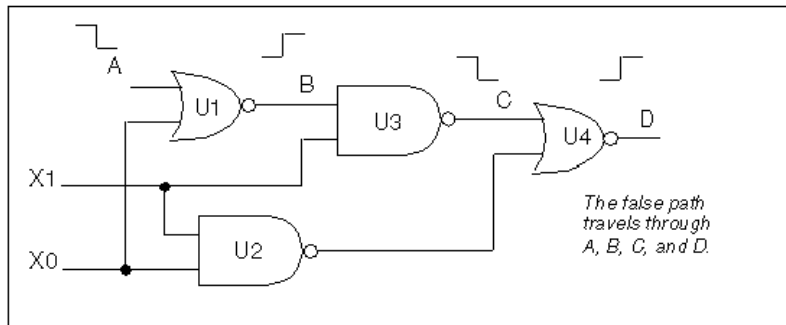 A
B
C
D
U1
U3
U4
X1
U2
X0
The false path
travels through
A, B, C, and D.